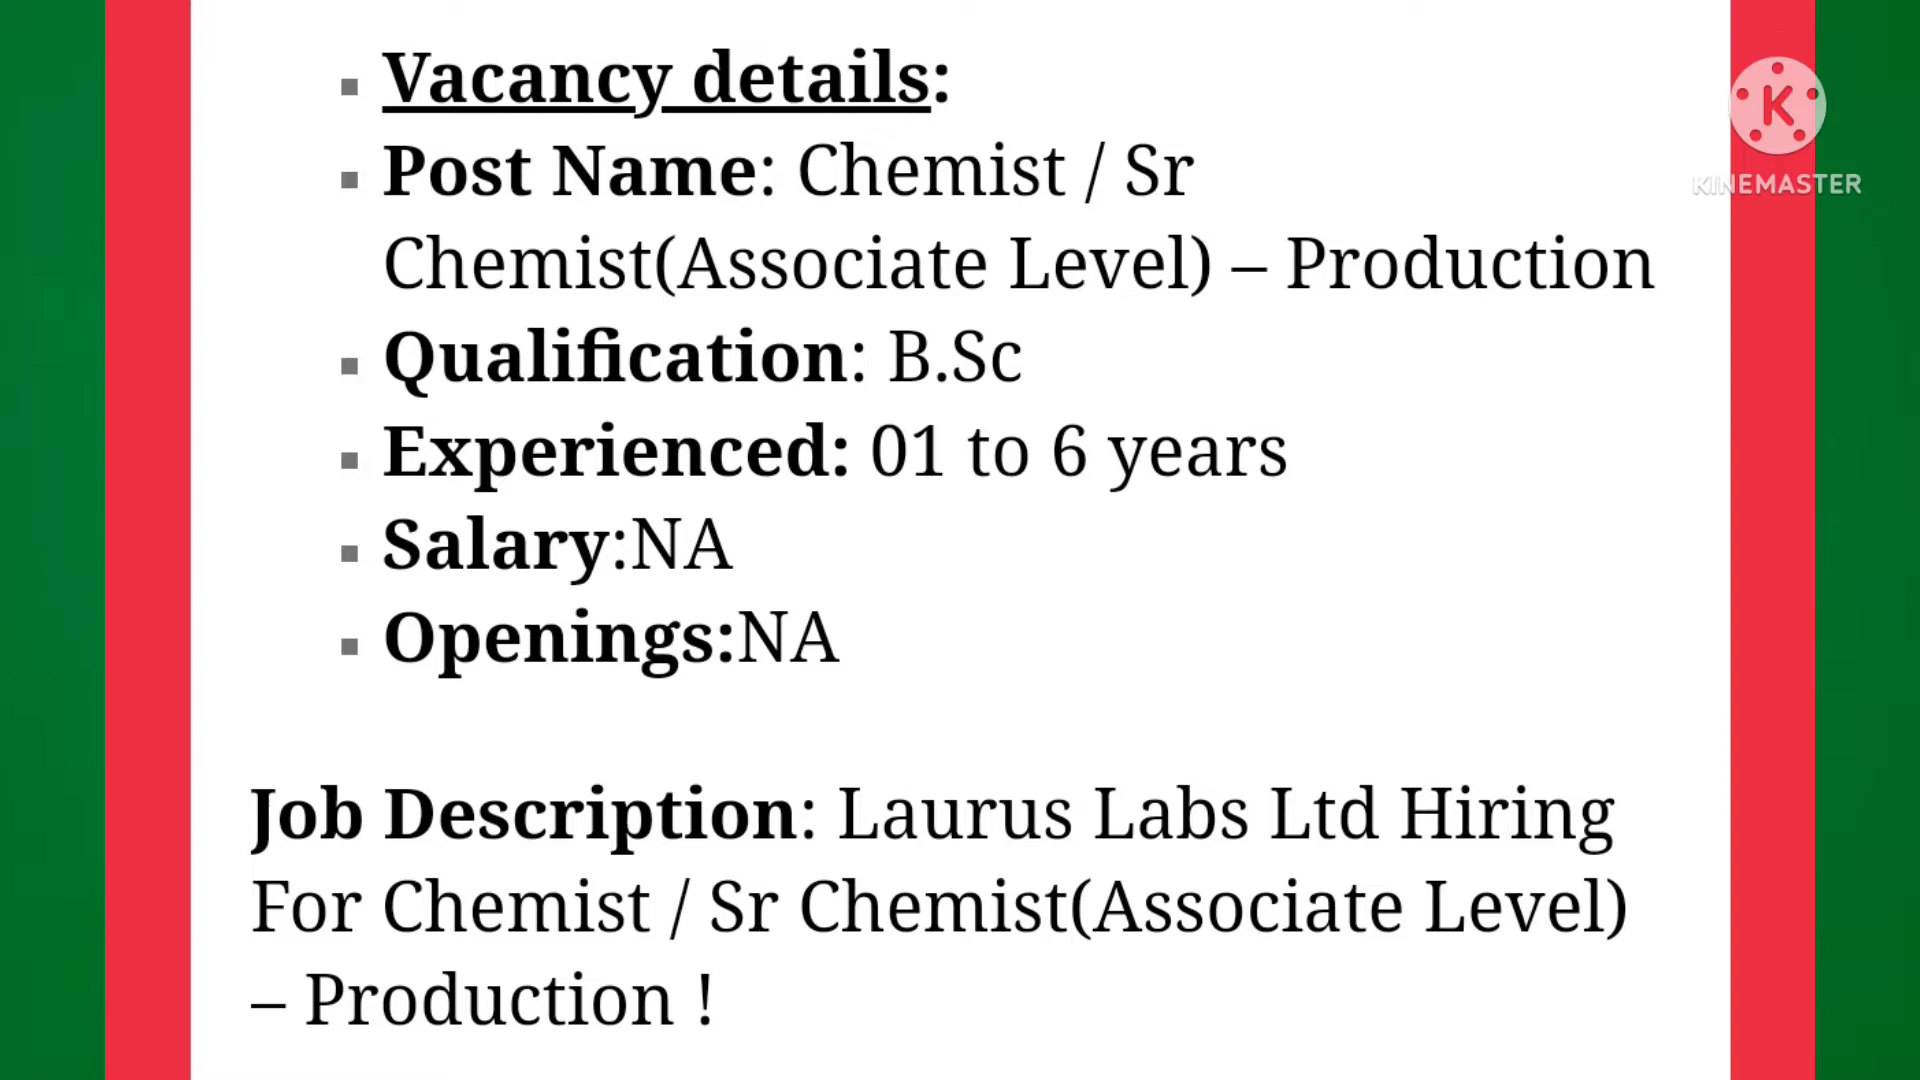 Vacancy details:
Post Name: Chemist / Sr
Chemist(Associate Level) – Production
Qualification: B.Sc
Experienced: 01 to 6 years
Salary:NA
Openings:NA
Job Description: Laurus Labs Ltd Hiring
For Chemist / Sr Chemist(Associate Level)
– Production !
K
KINEMASTER